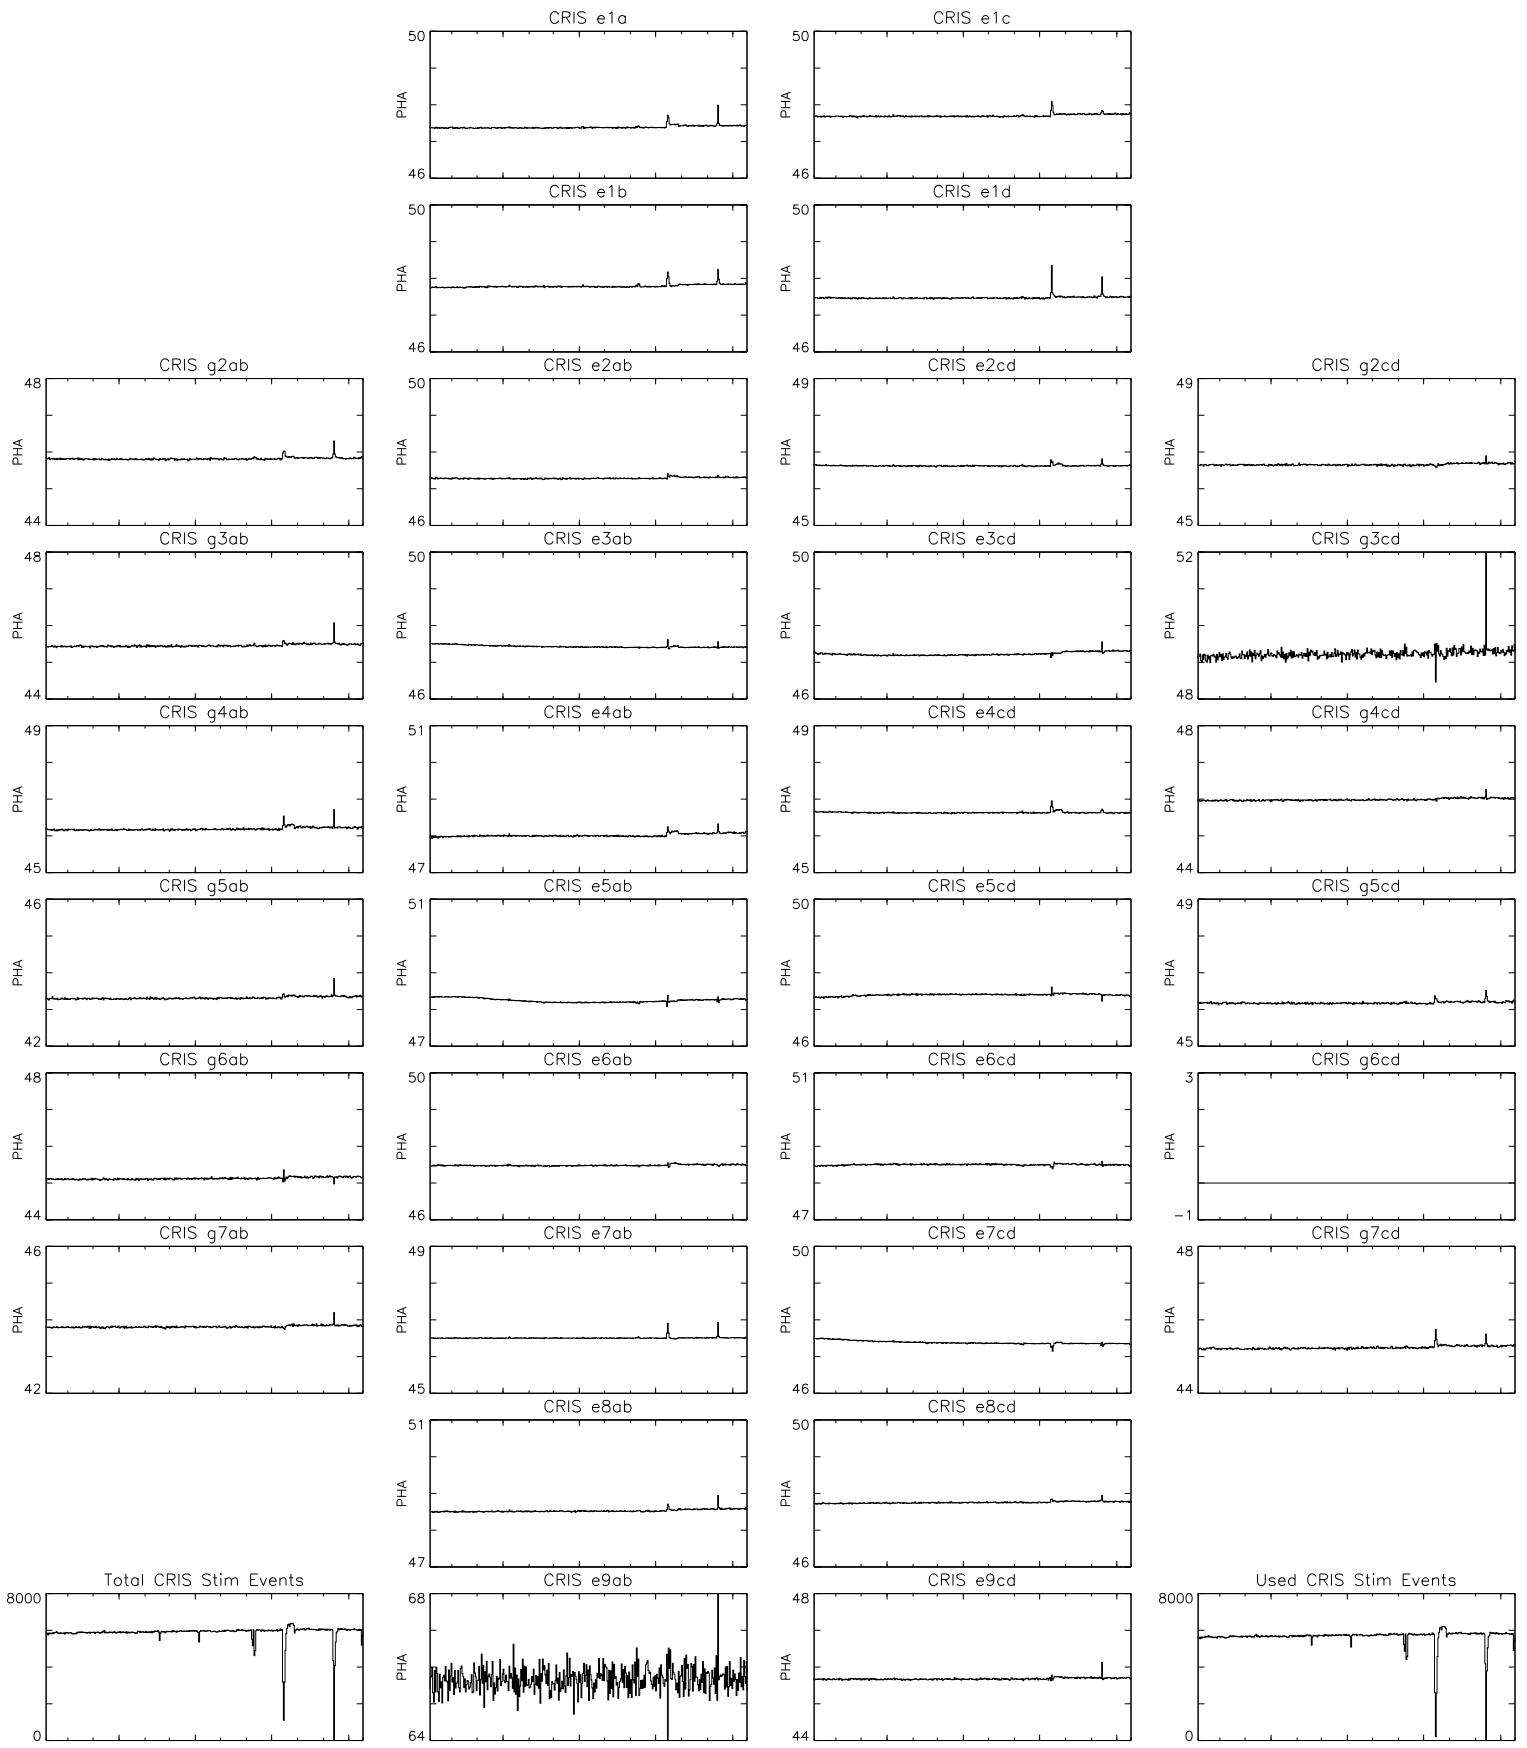 CRIS e1a
CRIS e1c
50
PHA
46
50
PHA
46
CRIS e1b
CRIS e1d
50
PHA
46
50
PHA
46
CRIS g2ab
CRIS e2ab
CRIS e2cd
CRIS g2cd
48
PHA
44
50
PHA
46
49
PHA
45
49
PHA
45
CRIS g3ab
CRIS e3ab
CRIS e3cd
CRIS g3cd
48
PHA
44
50
PHA
46
50
PHA
46
52
PHA
48
CRIS g4ab
CRIS e4ab
CRIS e4cd
CRIS g4cd
49
PHA
45
51
PHA
47
49
PHA
45
48
PHA
44
CRIS g5ab
CRIS e5ab
CRIS e5cd
CRIS g5cd
46
PHA
42
51
PHA
47
50
PHA
46
49
PHA
45
CRIS g6ab
CRIS e6ab
CRIS e6cd
CRIS g6cd
48
PHA
44
50
PHA
46
51
PHA
47
3
PHA
-1
CRIS g7ab
CRIS e7ab
CRIS e7cd
CRIS g7cd
46
PHA
42
49
PHA
45
50
PHA
46
48
PHA
44
CRIS e8ab
CRIS e8cd
51
PHA
47
50
PHA
46
Total CRIS Stim Events
CRIS e9ab
CRIS e9cd
Used CRIS Stim Events
8000
0
68
PHA
64
48
PHA
44
8000
0